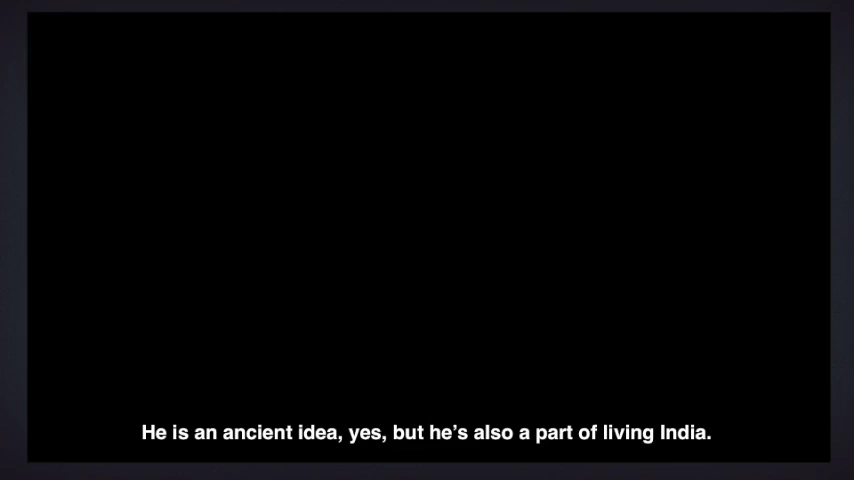 He is an ancient idea, yes, but he’s also a part of living India.